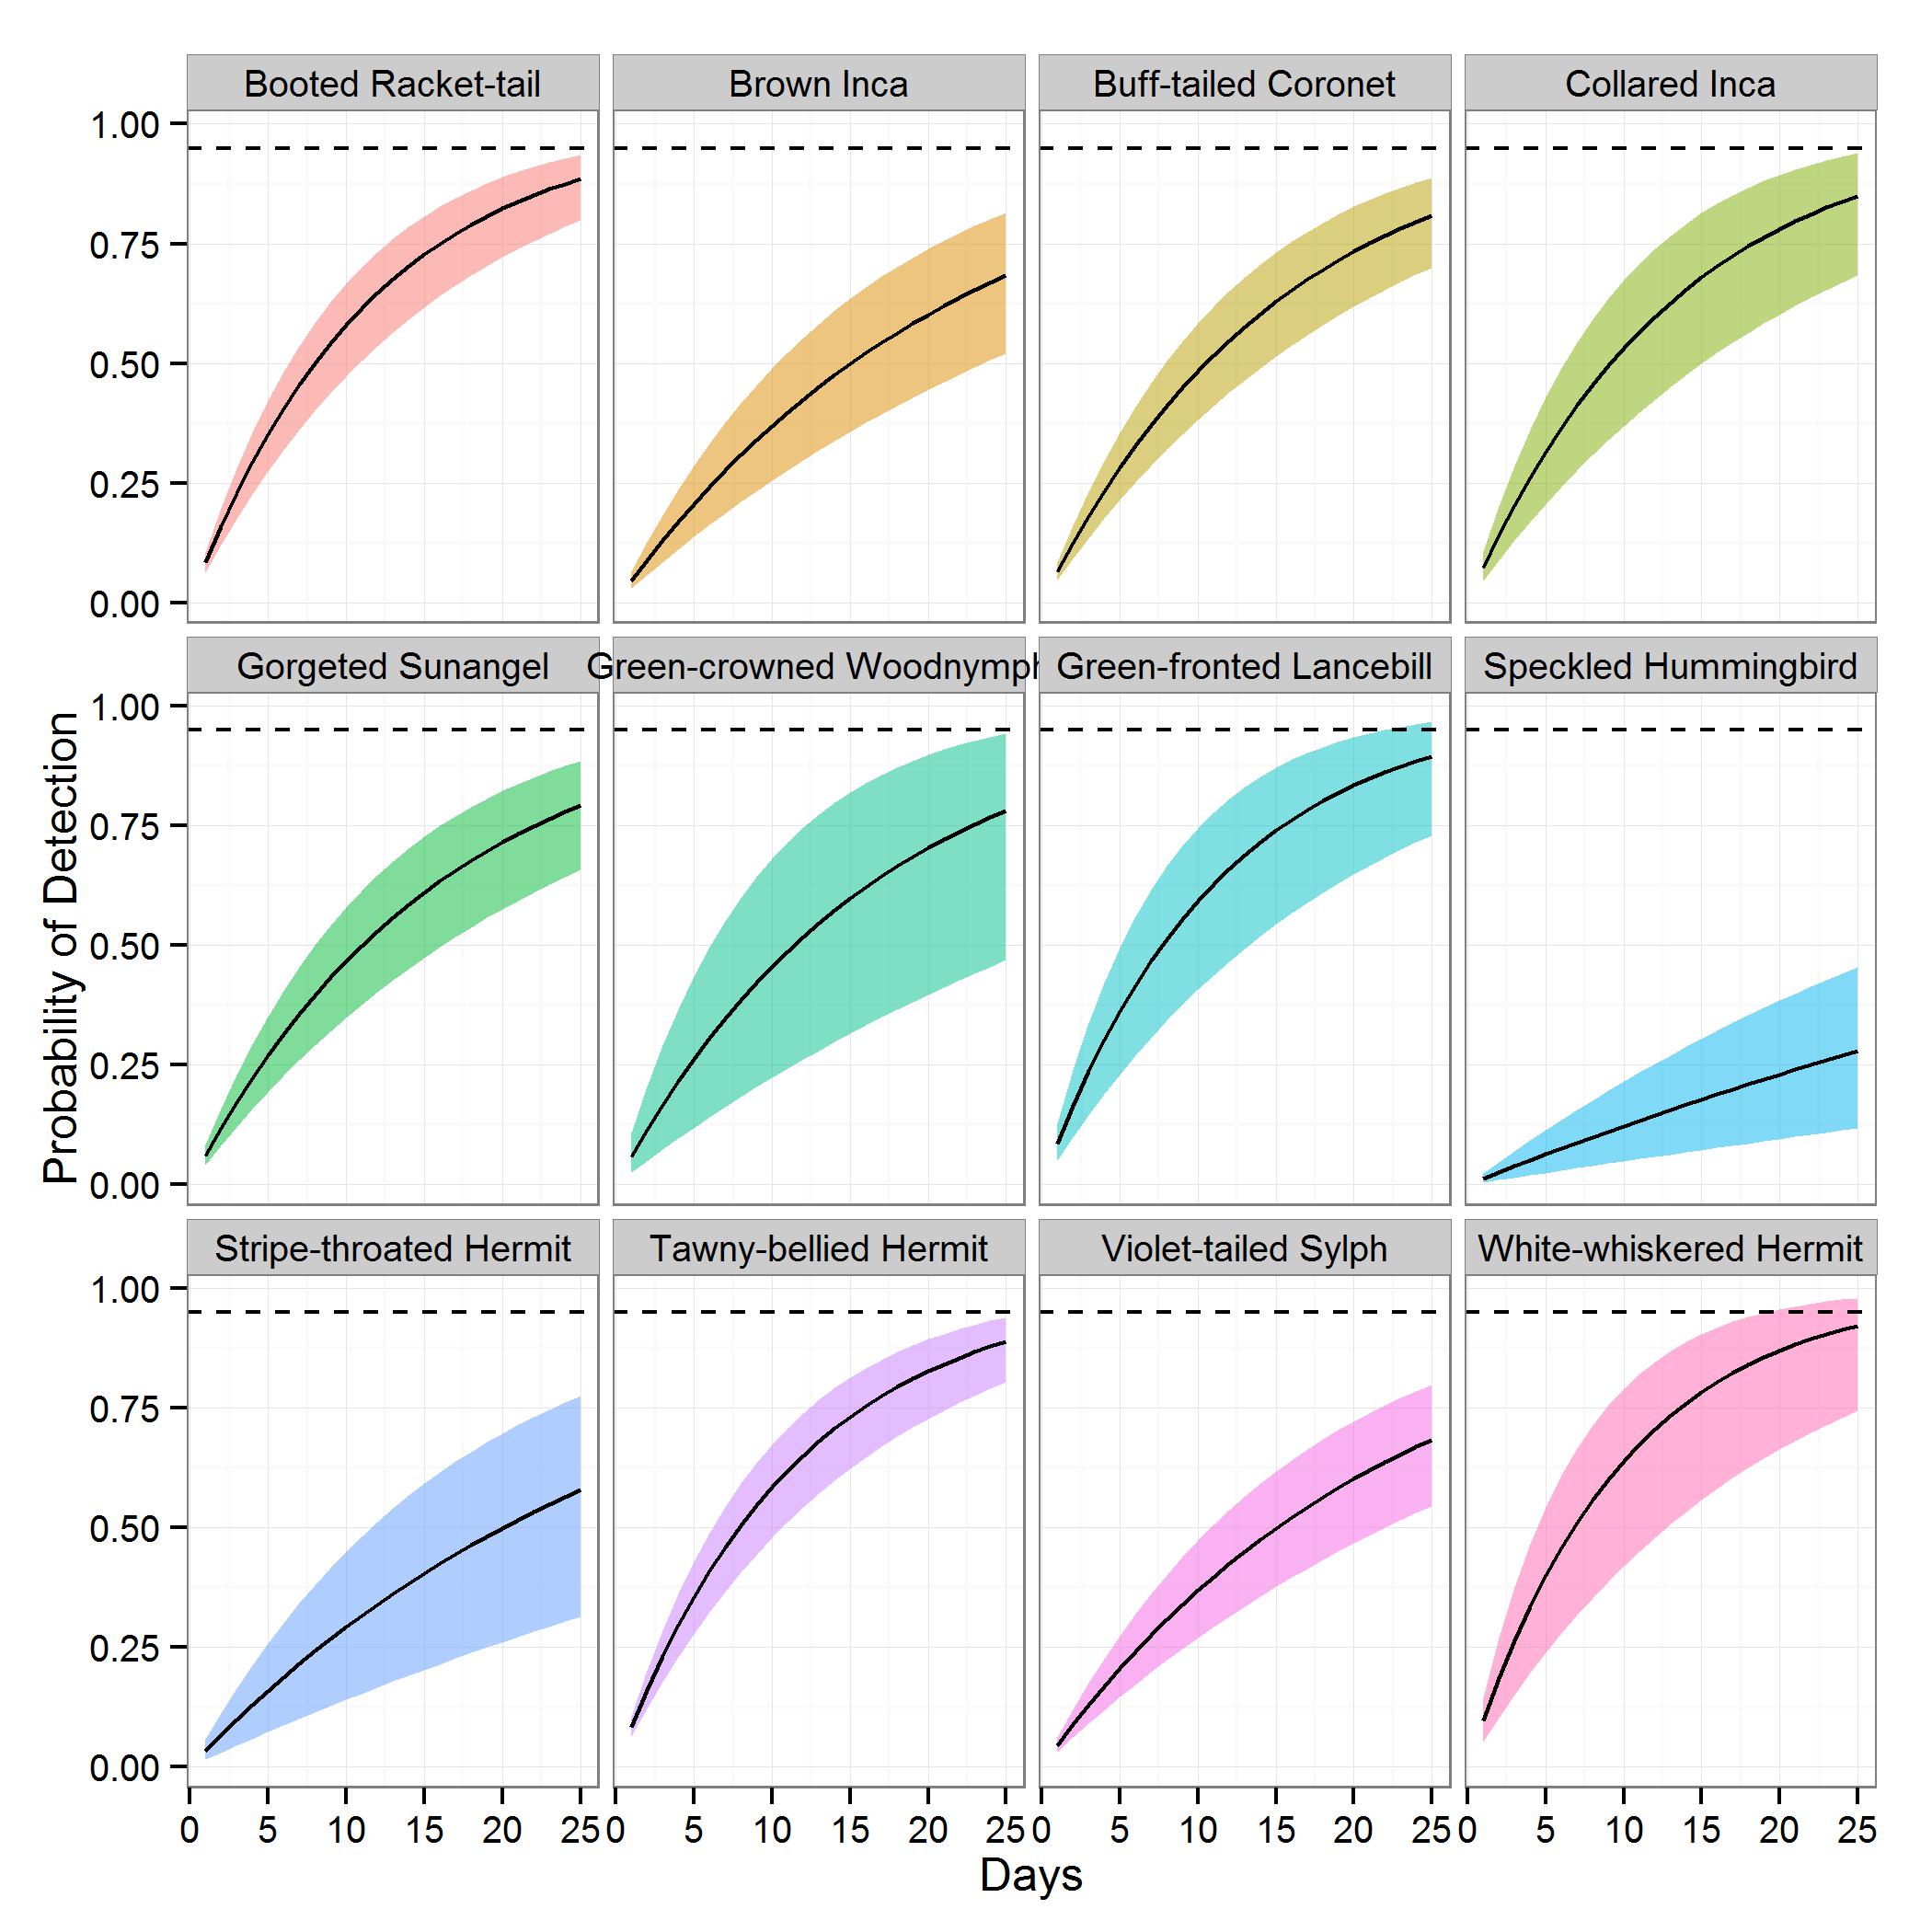 Booted Racket-tail Brown Inca Buff-tailed Coronet Collared Inca
1.00
0.75
0.50
0.25
0.00
Gorgeted Sunangel Green-crowned Woodnymph Green-fronted Lancebill Speckled Hummingbird
1.00
0.75
0.50
0.25
0.00
Probability of Detection
Stripe-throated Hermit Tawny-bellied Hermit Violet-tailed Sylph White-whiskered Hermit
1.00
0.75
0.50
0.25
0.00
0 5 10 15 20 25 0 5 10 15 20 25 0 5 10 15 20 25 0 5 10 15 20 25
Days